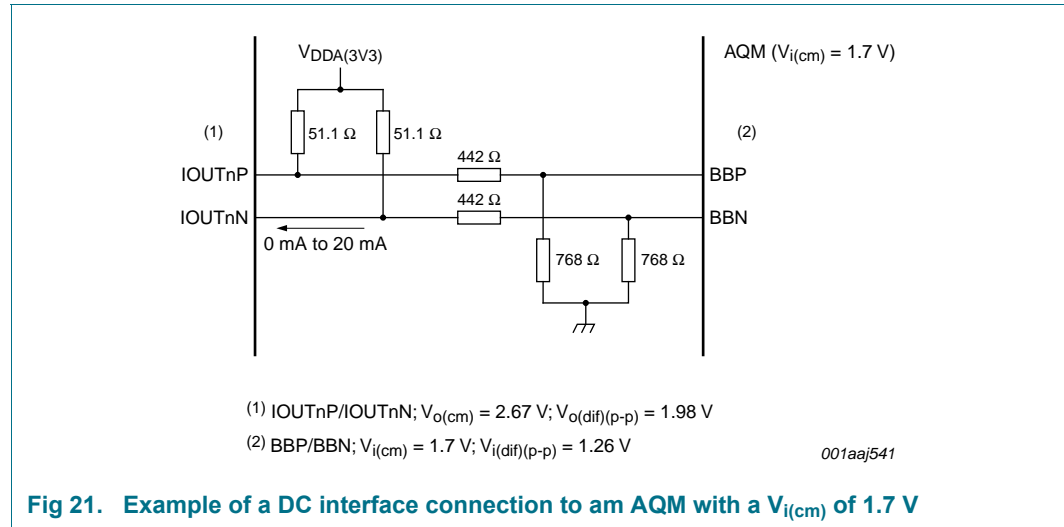 VDDA(3V3)
AQM (Vi(cm) = 1.7 V)
(1)
51.1 Ω
51.1 Ω
(2)
442 Ω
IOUTnP
BBP
442 Ω
IOUTnN
BBN
0 mA to 20 mA
768 Ω
768 Ω
(1) IOUTnP/IOUTnN; Vo(cm) = 2.67 V; Vo(dif)(p-p) = 1.98 V
(2) BBP/BBN; Vi(cm) = 1.7 V; Vi(dif)(p-p) = 1.26 V
001aaj541
Fig 21. Example of a DC interface connection to am AQM with a Vi(cm) of 1.7 V